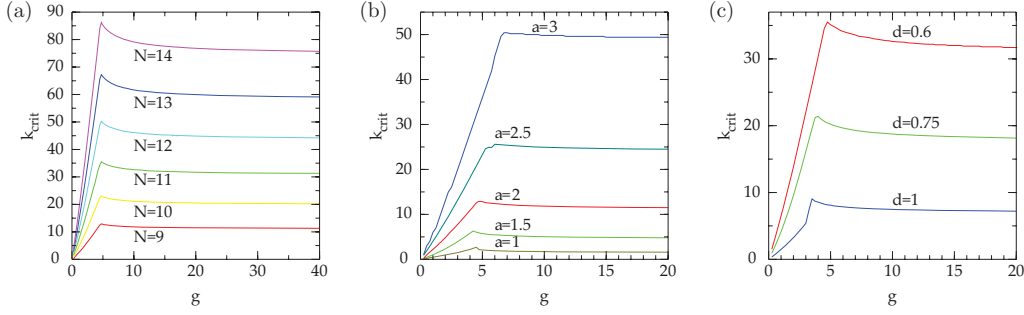 (a)
90
80
70
60
50
40
30
20
10
0
k_crit
N=14
N=13
N=12
N=11
N=10
N=9
0 10 20 30 40
g
(b)
50
40
30
20
10
0
k_crit
a=3
a=2.5
a=2
a=1.5
a=1
0 5 10 15 20
g
(c)
30
20
10
0
k_crit
d=0.6
d=0.75
d=1
0 5 10 15 20
g